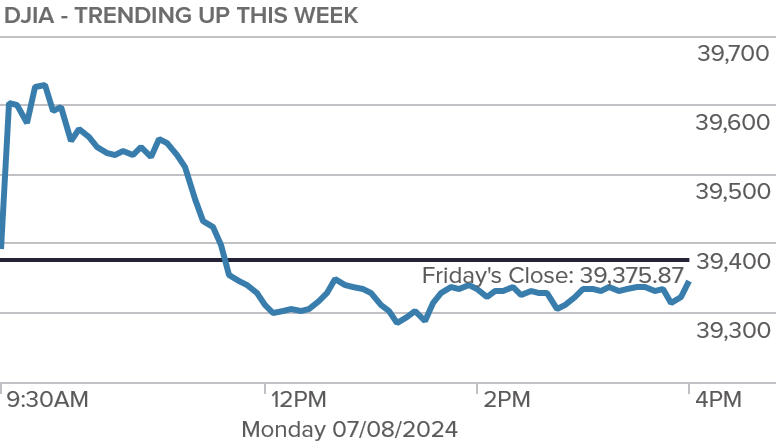 DJIA - TRENDING UP THIS WEEK
39,700
39,600
39,500
39,400
Friday's Close: 39,375.87
39,300
9:30AM 12PM 2PM 4PM
Monday 07/08/2024